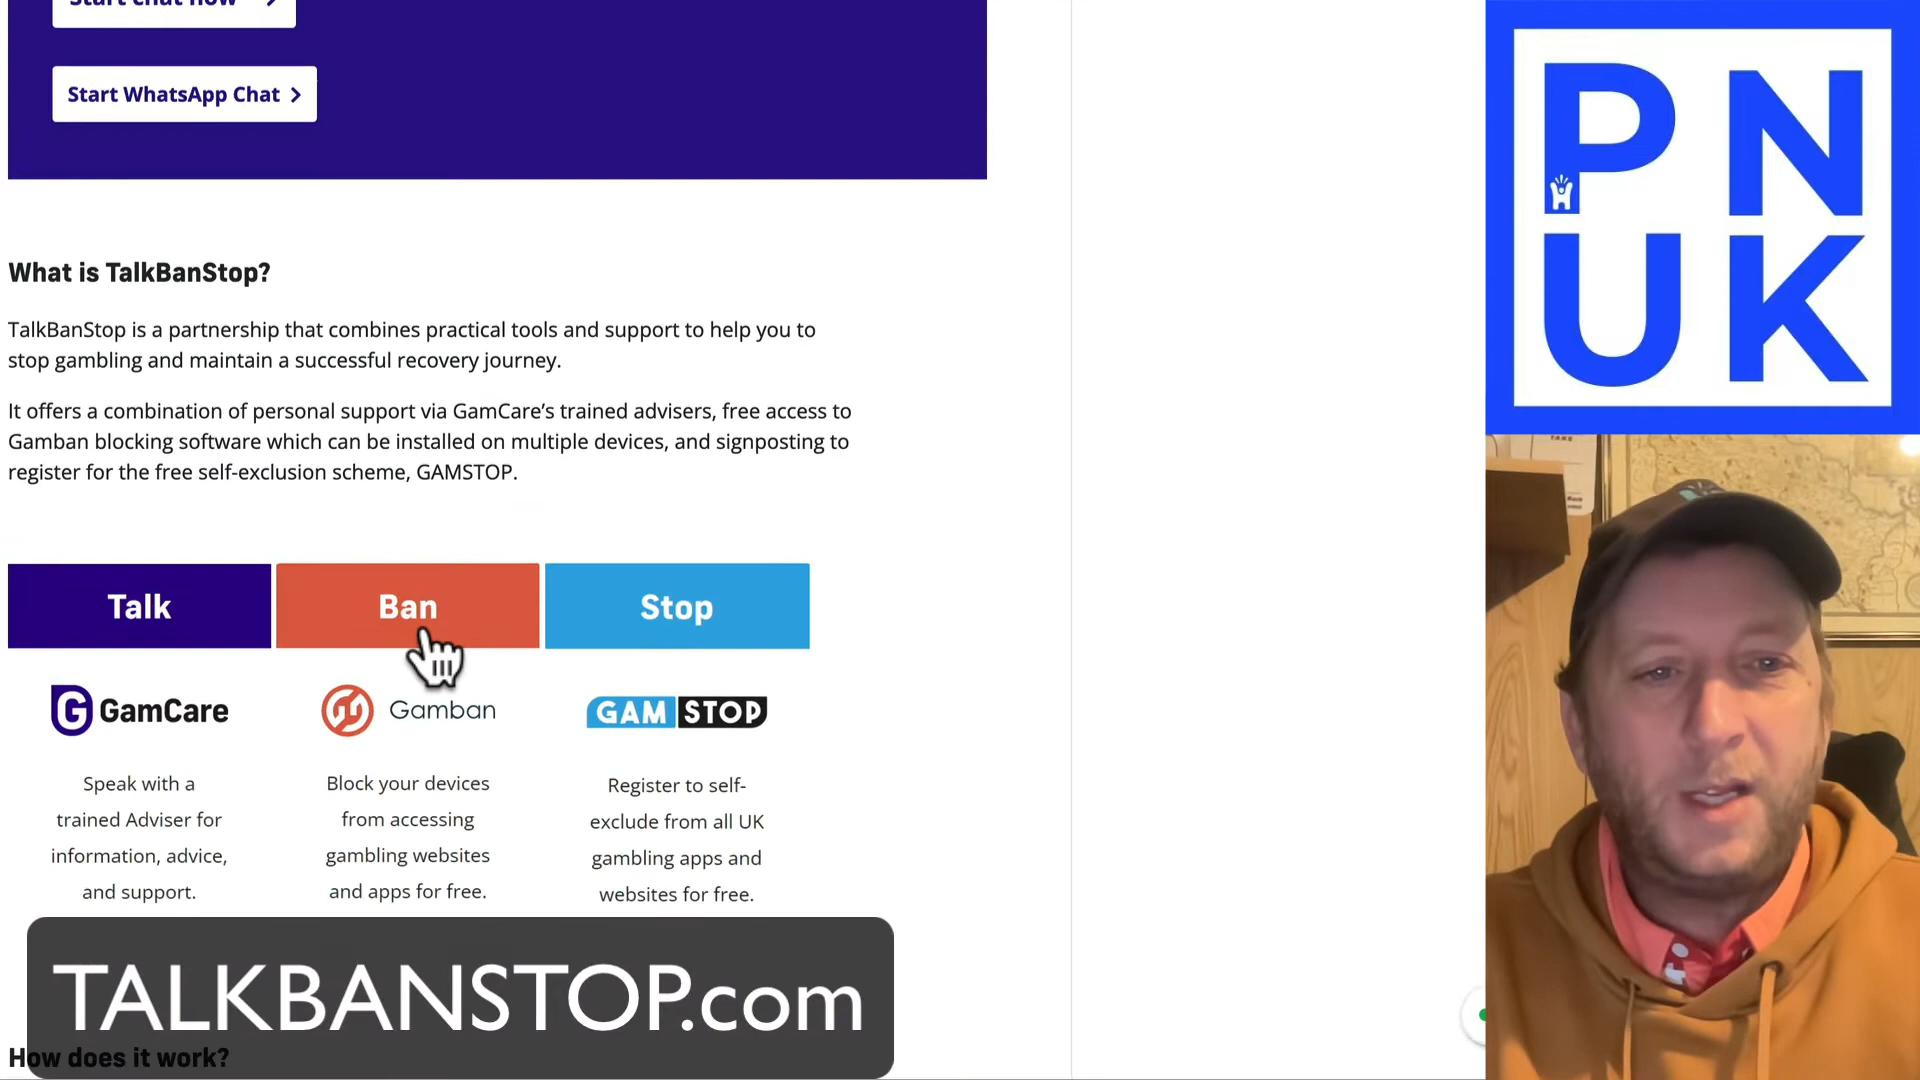 Start chat now
Start WhatsApp Chat
What is TalkBanStop?
TalkBanStop is a partnership that combines practical tools and support to help you to
stop gambling and maintain a successful recovery journey.
It offers a combination of personal support via GamCare’s trained advisers, free access to
Gamban blocking software which can be installed on multiple devices, and signposting to
register for the free self-exclusion scheme, GAMSTOP.
Talk
Ban
Stop
GamCare
Gamban
GAMSTOP
Speak with a
trained Adviser for
information, advice,
and support.
Block your devices
from accessing
gambling websites
and apps for free.
Register to self-
exclude from all UK
gambling apps and
websites for free.
TALKBANSTOP.com
How does it work?
PN
UK